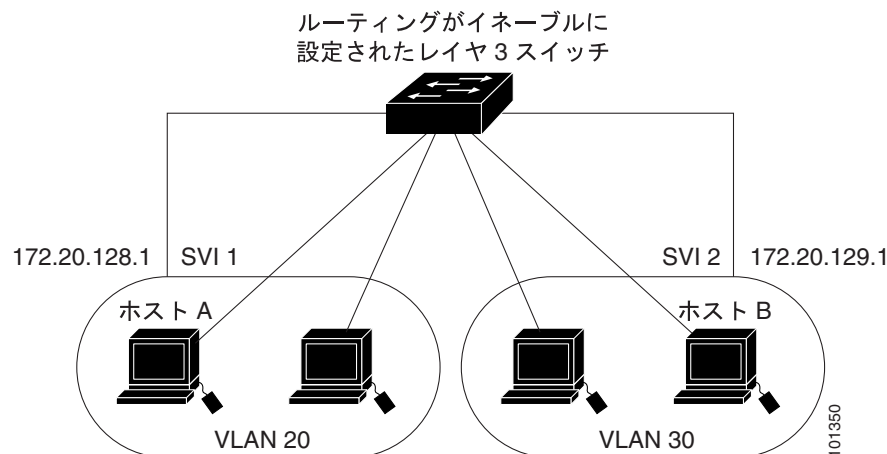 ルーティングがイネーブルに
設定されたレイヤ 3 スイッチ
172.20.128.1 SVI 1
SVI 2 172.20.129.1
ホスト A
ホスト B
VLAN 20
VLAN 30
101350